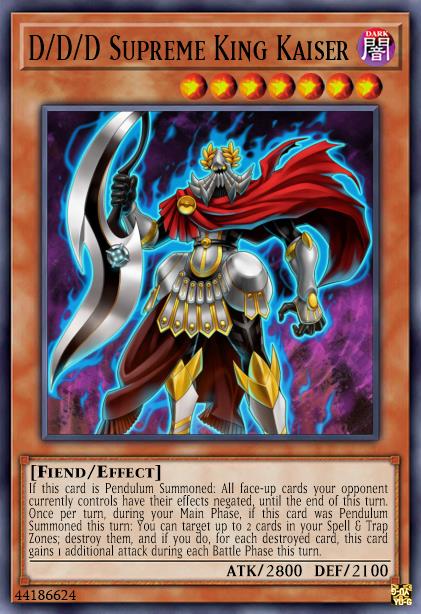 D/D/D SUPREME KING KAISER
DARK
闇
[FIEND/EFFECT]
If this card is Pendulum Summoned: All face-up cards your opponent
currently controls have their effects negated, until the end of this turn.
Once per turn, during your Main Phase, if this card was Pendulum
Summoned this turn: You can target up to 2 cards in your Spell & Trap
Zones; destroy them, and if you do, for each destroyed card, this card
gains 1 additional attack during each Battle Phase this turn.
ATK/2800 DEF/2100
44186624